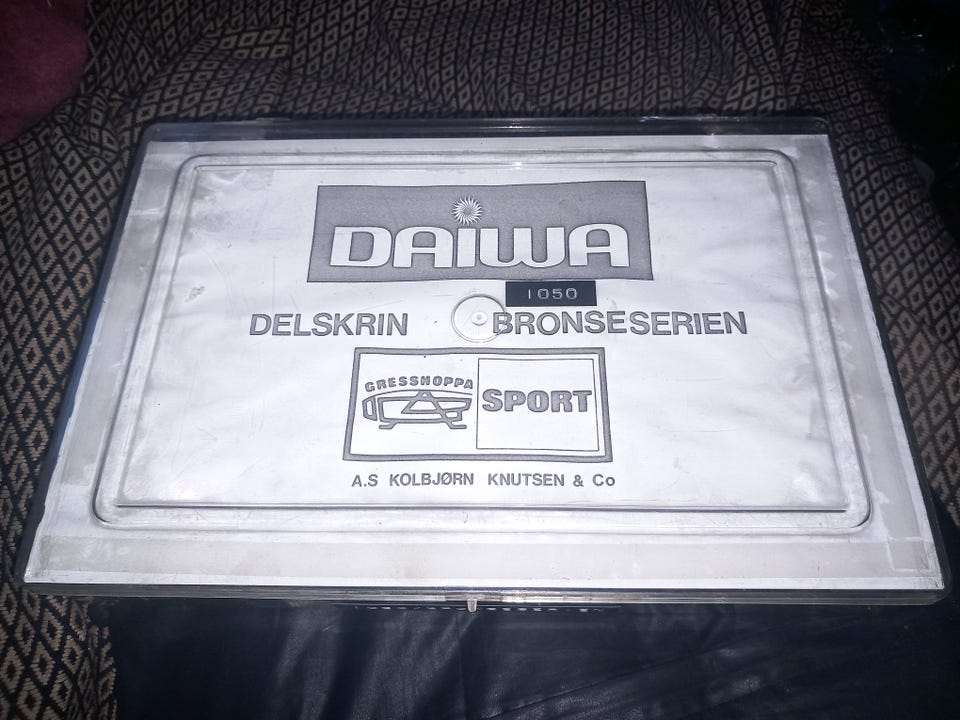 DAIWA
1050
DELSKRIN BRONSESERIEN
GRESSHOPPA
SPORT
A.S KOLBJØRN KNUTSEN & Co